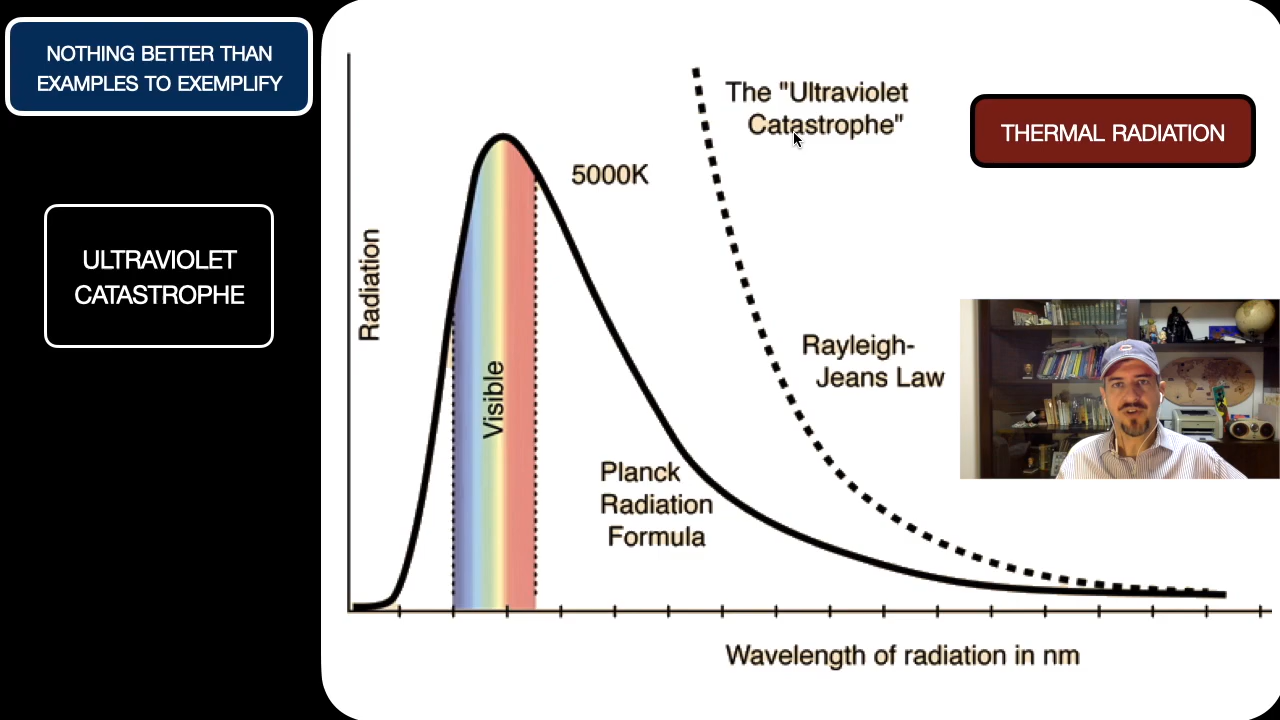 NOTHING BETTER THAN
EXAMPLES TO EXEMPLIFY
ULTRAVIOLET
CATASTROPHE
The "Ultraviolet
Catastrophe"
THERMAL RADIATION
5000K
Radiation
Visible
Rayleigh-
Jeans Law
Planck
Radiation
Formula
Wavelength of radiation in nm